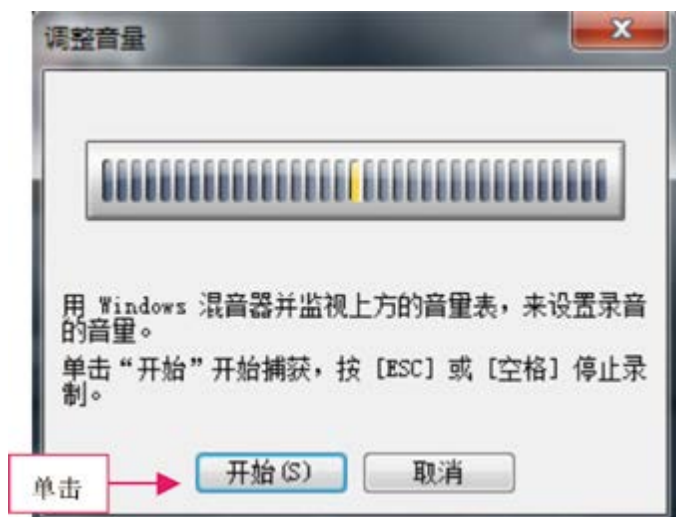 调整音量
用 Windows 混音器并监视上方的音量表，来设置录音
的音量。
单击“开始”开始捕获，按 [ESC] 或 [空格] 停止录
制。
单击
开始(S)
取消